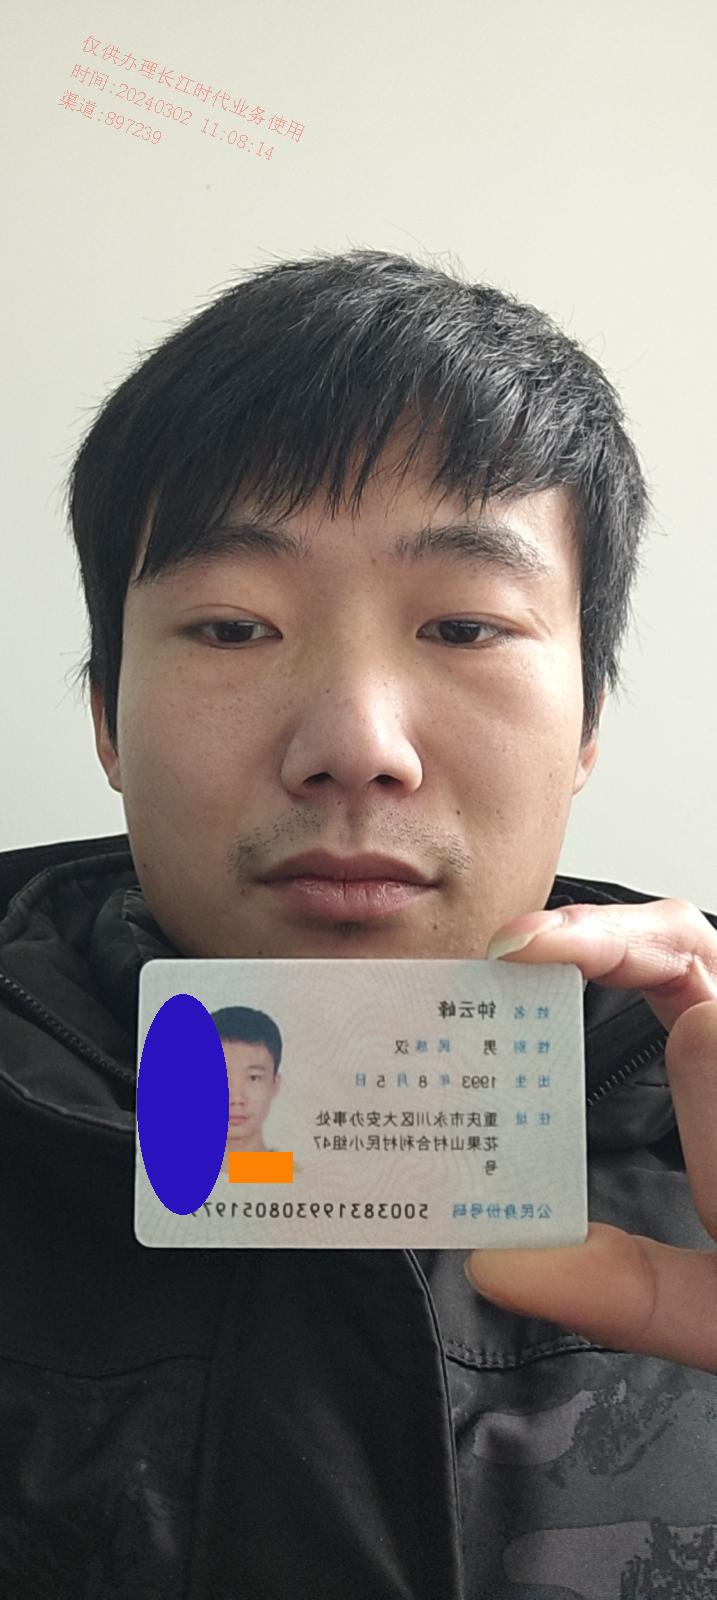 仅供办理长江时代业务使用
时间:20240302 11:08:14
渠道:897239
姓名 钟云峰
性别 男 民族 汉
出生 1993 年 8 月 5 日
住址 重庆市永川区大安办事处
花果山村合利村民小组47
号
公民身份号码 50038319930805197